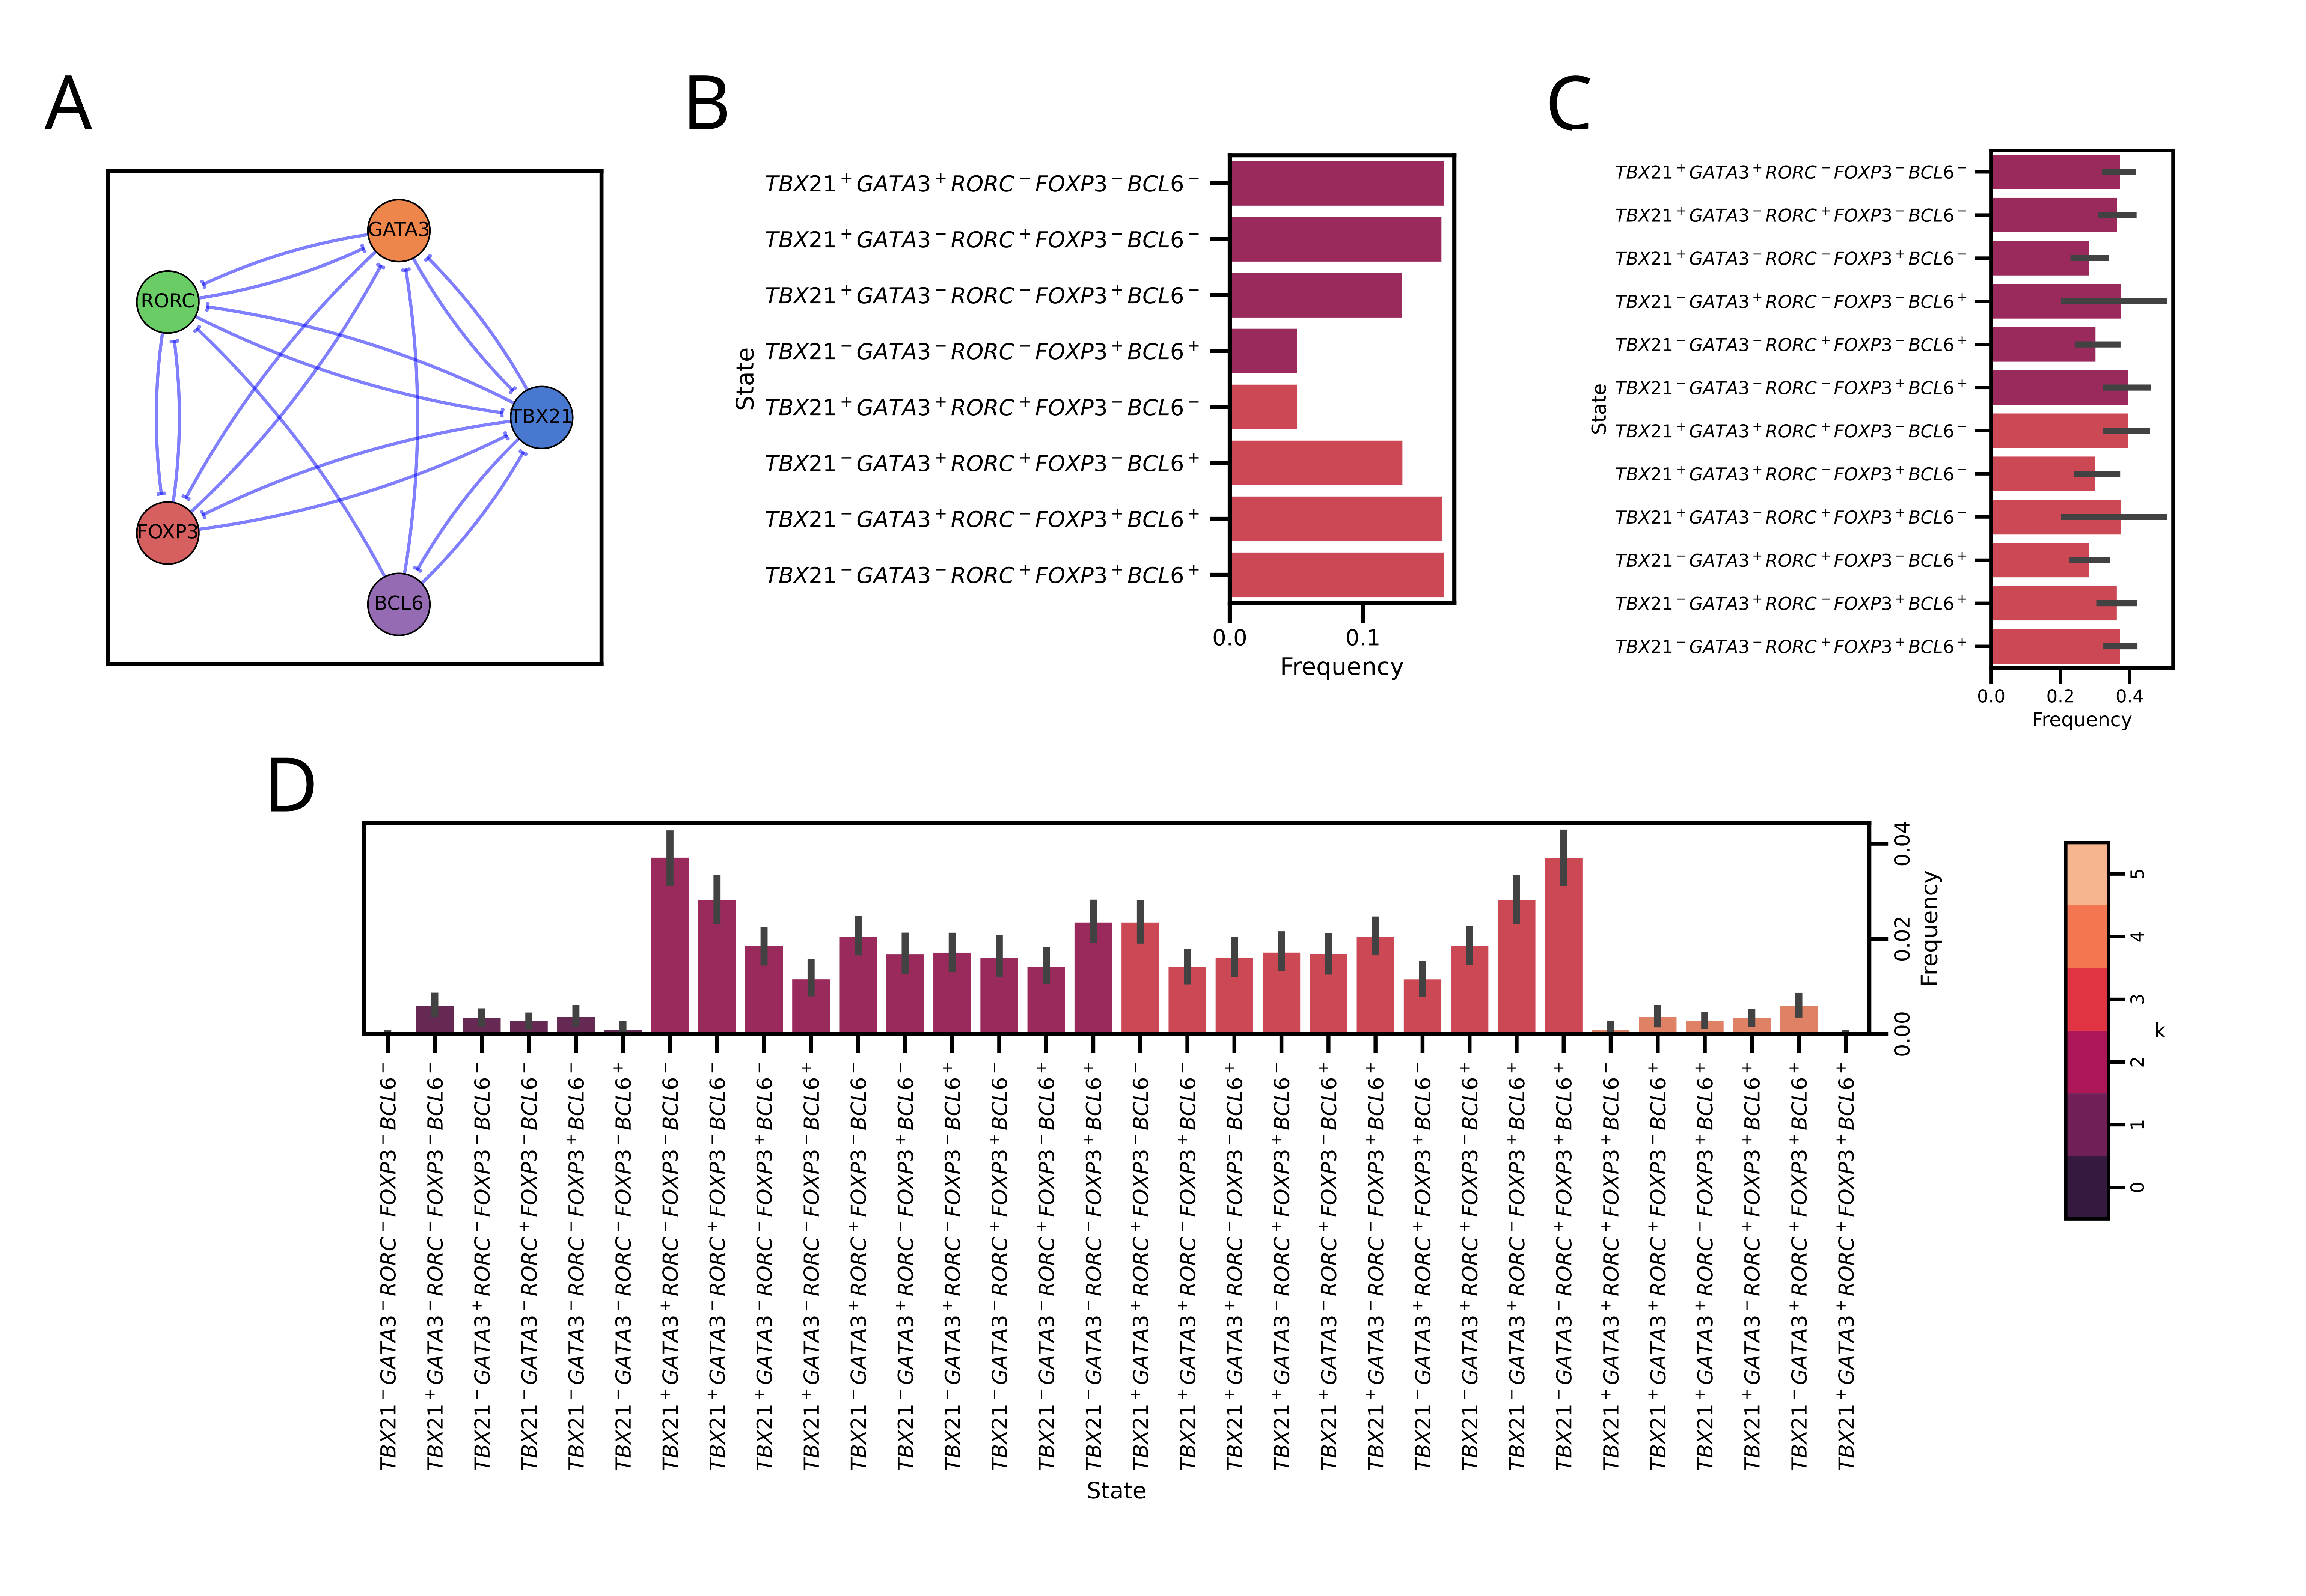 A
GATA3
RORC
TBX21
FOXP3
BCL6
B
State
TBX21⁺GATA3⁺RORC⁻FOXP3⁻BCL6⁻
TBX21⁺GATA3⁻RORC⁺FOXP3⁻BCL6⁻
TBX21⁺GATA3⁻RORC⁻FOXP3⁺BCL6⁻
TBX21⁻GATA3⁻RORC⁻FOXP3⁺BCL6⁺
TBX21⁺GATA3⁺RORC⁺FOXP3⁻BCL6⁻
TBX21⁻GATA3⁺RORC⁺FOXP3⁻BCL6⁺
TBX21⁻GATA3⁺RORC⁻FOXP3⁺BCL6⁺
TBX21⁻GATA3⁻RORC⁺FOXP3⁺BCL6⁺
0.0 0.1
Frequency
C
State
TBX21⁺GATA3⁺RORC⁻FOXP3⁻BCL6⁻
TBX21⁺GATA3⁻RORC⁺FOXP3⁻BCL6⁻
TBX21⁺GATA3⁻RORC⁻FOXP3⁺BCL6⁻
TBX21⁻GATA3⁺RORC⁻FOXP3⁻BCL6⁺
TBX21⁻GATA3⁻RORC⁺FOXP3⁻BCL6⁺
TBX21⁻GATA3⁻RORC⁻FOXP3⁺BCL6⁺
TBX21⁺GATA3⁺RORC⁺FOXP3⁻BCL6⁻
TBX21⁺GATA3⁺RORC⁻FOXP3⁺BCL6⁻
TBX21⁺GATA3⁻RORC⁺FOXP3⁺BCL6⁻
TBX21⁻GATA3⁺RORC⁺FOXP3⁻BCL6⁺
TBX21⁻GATA3⁺RORC⁻FOXP3⁺BCL6⁺
TBX21⁻GATA3⁻RORC⁺FOXP3⁺BCL6⁺
0.0 0.2 0.4
Frequency
D
0.04
0.02
0.00
Frequency
TBX21⁻GATA3⁻RORC⁻FOXP3⁻BCL6⁻
TBX21⁺GATA3⁻RORC⁻FOXP3⁻BCL6⁻
TBX21⁻GATA3⁺RORC⁻FOXP3⁻BCL6⁻
TBX21⁻GATA3⁻RORC⁺FOXP3⁻BCL6⁻
TBX21⁻GATA3⁻RORC⁻FOXP3⁺BCL6⁻
TBX21⁻GATA3⁻RORC⁻FOXP3⁻BCL6⁺
TBX21⁺GATA3⁺RORC⁻FOXP3⁻BCL6⁻
TBX21⁺GATA3⁻RORC⁺FOXP3⁻BCL6⁻
TBX21⁺GATA3⁻RORC⁻FOXP3⁺BCL6⁻
TBX21⁺GATA3⁻RORC⁻FOXP3⁻BCL6⁺
TBX21⁻GATA3⁺RORC⁺FOXP3⁻BCL6⁻
TBX21⁻GATA3⁺RORC⁻FOXP3⁺BCL6⁻
TBX21⁻GATA3⁺RORC⁻FOXP3⁻BCL6⁺
TBX21⁻GATA3⁻RORC⁺FOXP3⁺BCL6⁻
TBX21⁻GATA3⁻RORC⁺FOXP3⁻BCL6⁺
TBX21⁻GATA3⁻RORC⁻FOXP3⁺BCL6⁺
TBX21⁺GATA3⁺RORC⁺FOXP3⁻BCL6⁻
TBX21⁺GATA3⁺RORC⁻FOXP3⁺BCL6⁻
TBX21⁺GATA3⁺RORC⁻FOXP3⁻BCL6⁺
TBX21⁺GATA3⁻RORC⁺FOXP3⁺BCL6⁻
TBX21⁺GATA3⁻RORC⁺FOXP3⁻BCL6⁺
TBX21⁺GATA3⁻RORC⁻FOXP3⁺BCL6⁺
TBX21⁻GATA3⁺RORC⁺FOXP3⁺BCL6⁻
TBX21⁻GATA3⁺RORC⁺FOXP3⁻BCL6⁺
TBX21⁻GATA3⁺RORC⁻FOXP3⁺BCL6⁺
TBX21⁻GATA3⁻RORC⁺FOXP3⁺BCL6⁺
TBX21⁺GATA3⁺RORC⁺FOXP3⁺BCL6⁻
TBX21⁺GATA3⁺RORC⁺FOXP3⁻BCL6⁺
TBX21⁺GATA3⁺RORC⁻FOXP3⁺BCL6⁺
TBX21⁺GATA3⁻RORC⁺FOXP3⁺BCL6⁺
TBX21⁻GATA3⁺RORC⁺FOXP3⁺BCL6⁺
TBX21⁺GATA3⁺RORC⁺FOXP3⁺BCL6⁺
State
5
4
3
2
1
0
k